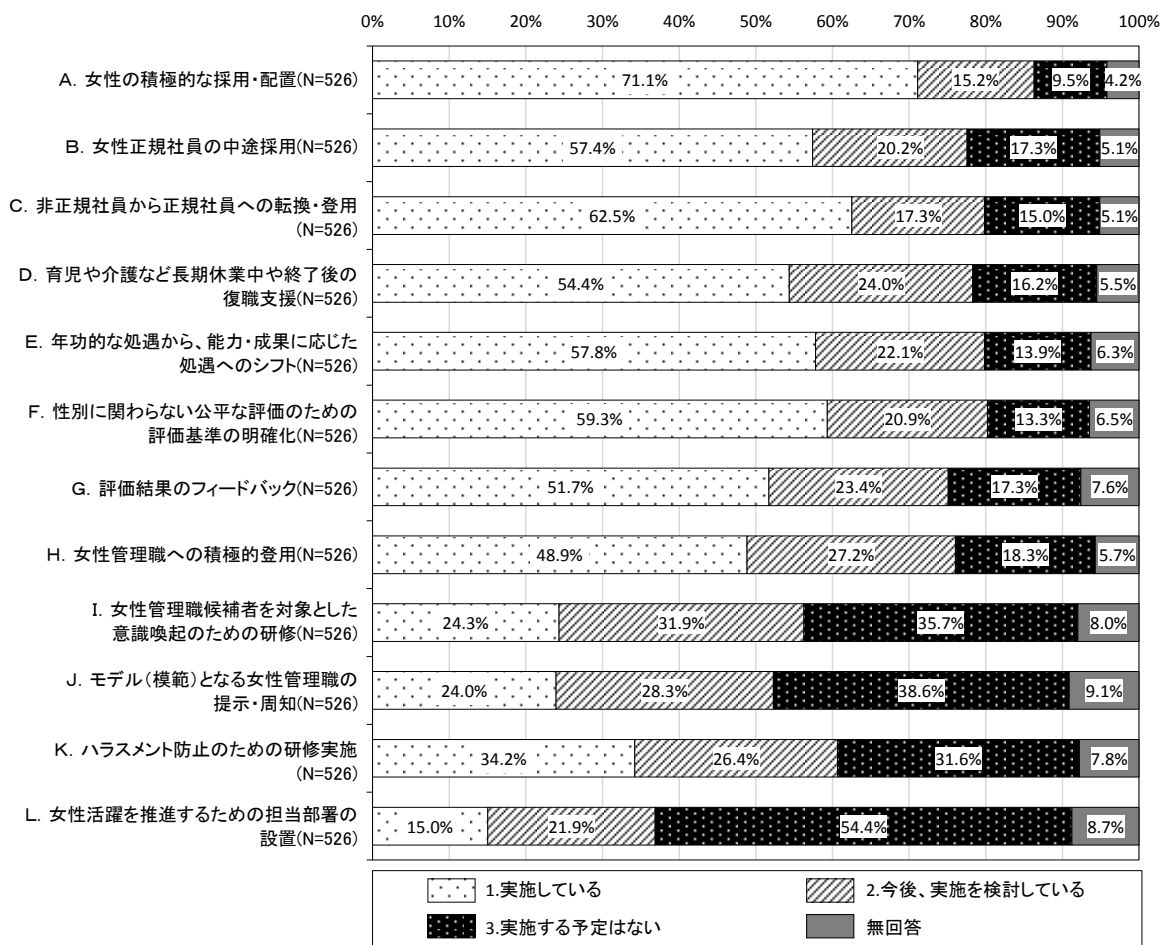 0% 10% 20% 30% 40% 50% 60% 70% 80% 90% 100%
A. 女性の積極的な採用・配置(N=526)
71.1% 15.2% 9.5% 4.2%
B. 女性正規社員の中途採用(N=526)
57.4% 20.2% 17.3% 5.1%
C. 非正規社員から正規社員への転換・登用
(N=526)
62.5% 17.3% 15.0% 5.1%
D. 育児や介護など長期休業中や終了後の
復職支援(N=526)
54.4% 24.0% 16.2% 5.5%
E. 年功的な処遇から、能力・成果に応じた
処遇へのシフト(N=526)
57.8% 22.1% 13.9% 6.3%
F. 性別に関わらない公平な評価のための
評価基準の明確化(N=526)
59.3% 20.9% 13.3% 6.5%
G. 評価結果のフィードバック(N=526)
51.7% 23.4% 17.3% 7.6%
H. 女性管理職への積極的登用(N=526)
48.9% 27.2% 18.3% 5.7%
I. 女性管理職候補者を対象とした
意識喚起のための研修(N=526)
24.3% 31.9% 35.7% 8.0%
J. モデル(模範)となる女性管理職の
提示・周知(N=526)
24.0% 28.3% 38.6% 9.1%
K. ハラスメント防止のための研修実施
(N=526)
34.2% 26.4% 31.6% 7.8%
L. 女性活躍を推進するための担当部署の
設置(N=526)
15.0% 21.9% 54.4% 8.7%
1.実施している 2.今後、実施を検討している
3.実施する予定はない 無回答